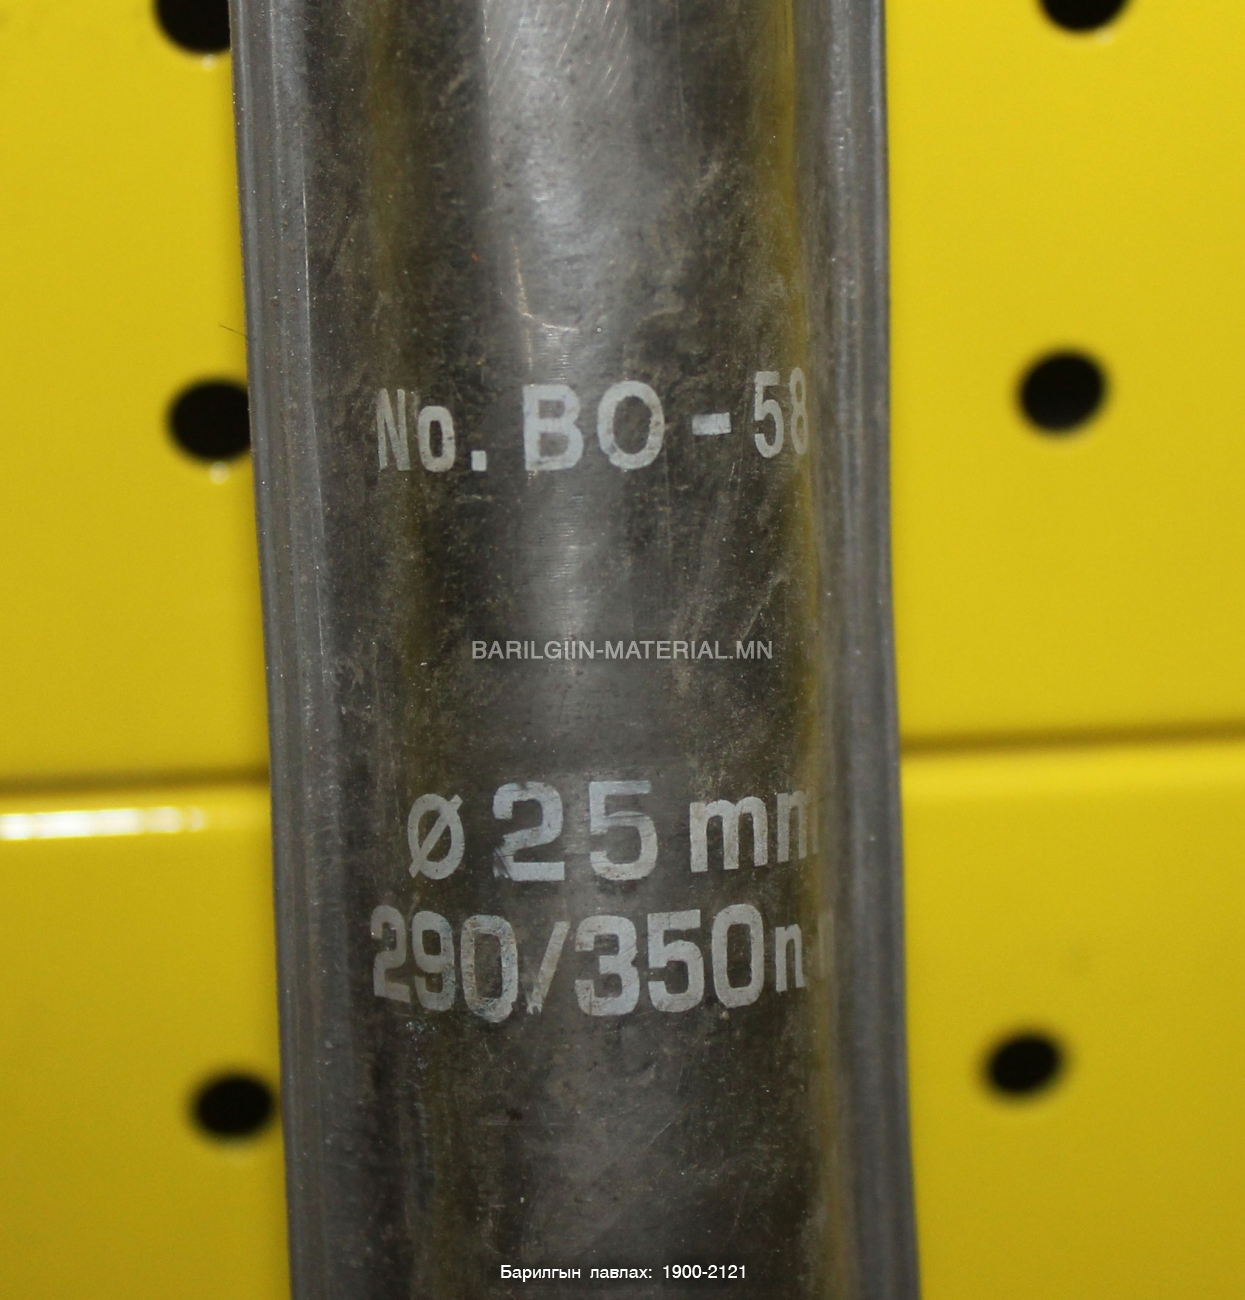 No. BO - 58
BARILGIIN-MATERIAL.MN
Ø 25 mm
290/350
Барилгын лавлах: 1900-2121